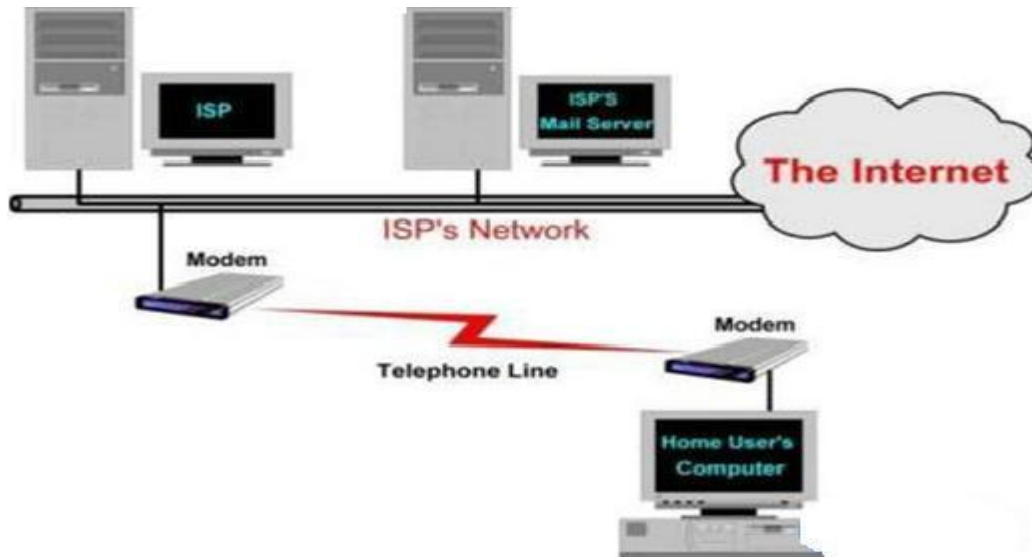 ISP
ISP'S
Mail Server
The Internet
ISP's Network
Modem
Modem
Telephone Line
Home User's
Computer